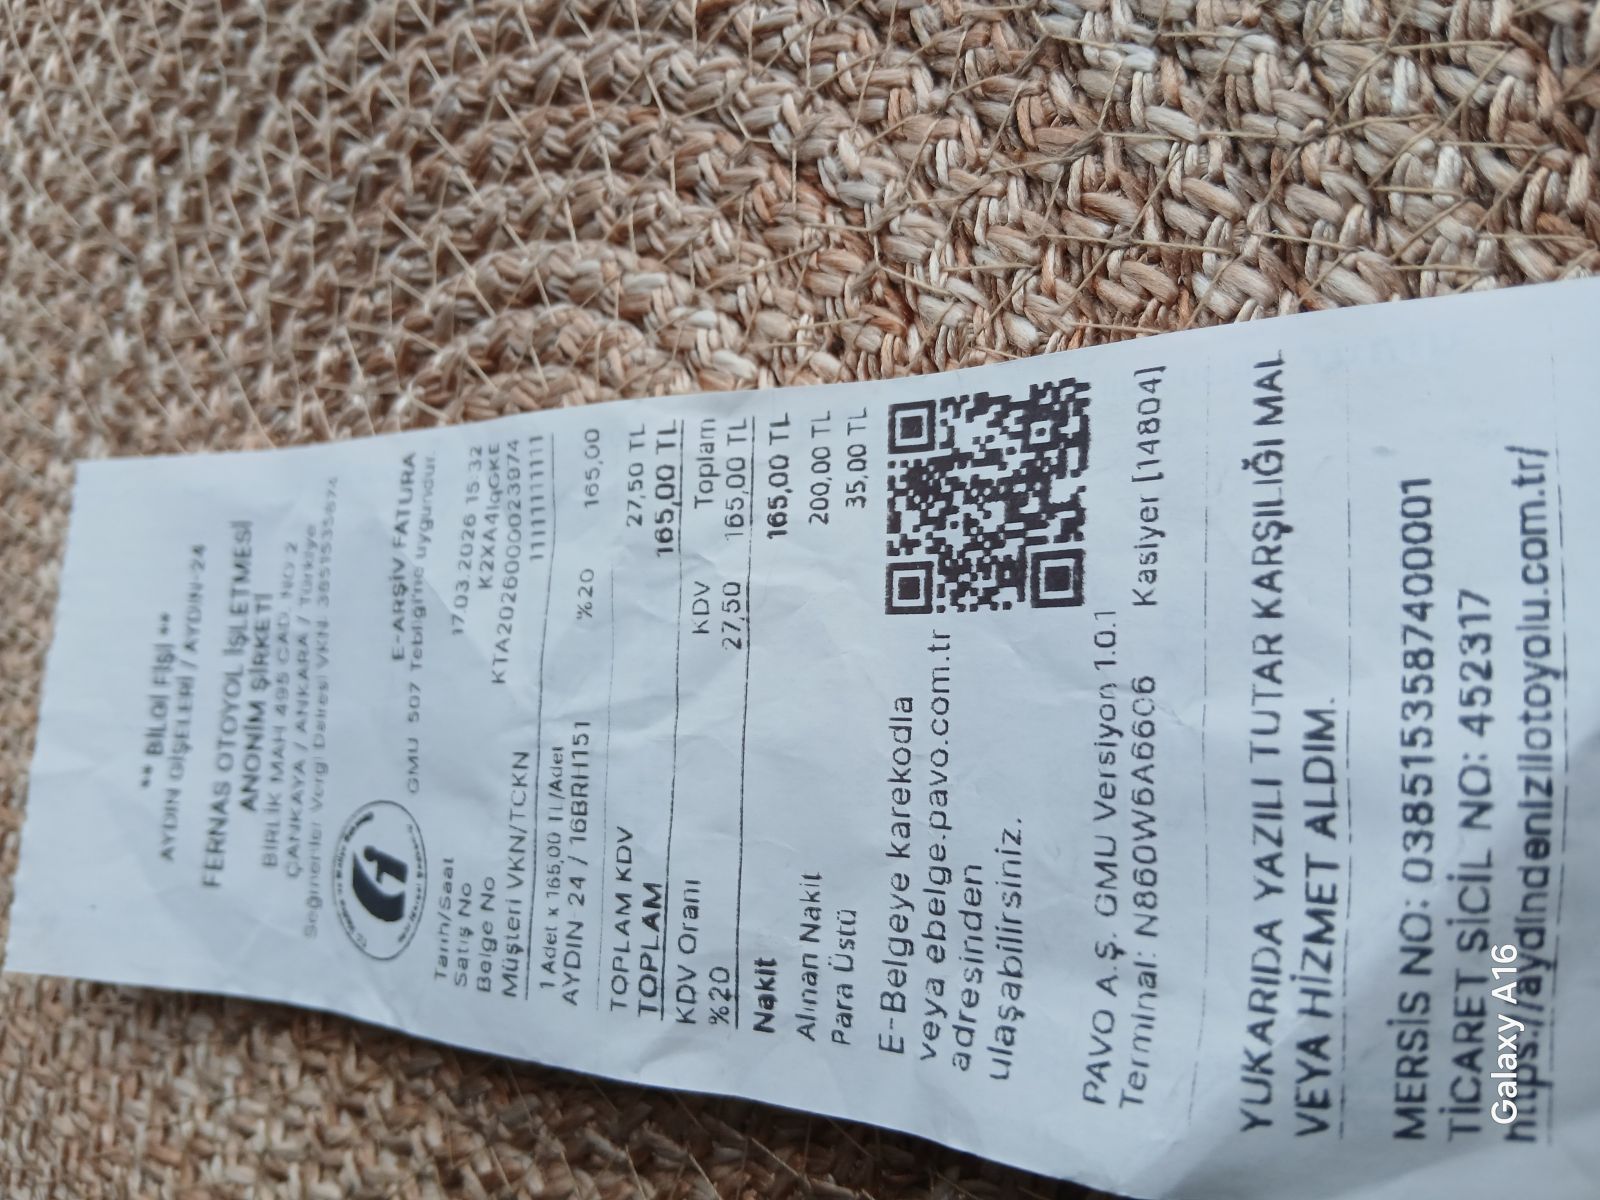 ** BİLGİ FİŞİ **
AYDIN GİŞELERİ / AYDIN-24
FERNAS OTOYOL İŞLETMESİ
ANONİM ŞİRKETİ
BİRLİK MAH 495 CAD. NO:2
ÇANKAYA / ANKARA / Türkiye
Seğmenler Vergi Dairesi VKN: 3851535874
E-ARŞİV FATURA
GMU 507 Tebliğine uygundur.
Tarih/Saat 17.03.2026 15:32
Satış No K2XA4IqGKE
Belge No KTA2026000023974
Müşteri VKN/TCKN 11111111111
1 Adet x 165,00 TL/Adet
AYDIN-24 / 16BRH151 %20 165,00
TOPLAM KDV 27,50 TL
TOPLAM 165,00 TL
KDV Oranı KDV Toplam
%20 27,50 165,00 TL
Nakit 165,00 TL
Alınan Nakit 200,00 TL
Para Üstü 35,00 TL
E-Belgeye karekodla
veya ebelge.pavo.com.tr
adresinden
ulaşabilirsiniz.
PAVO A.Ş. GMU Versiyon 1.0.1
Terminal: N860W6A66C6 Kasiyer [14804]
YUKARIDA YAZILI TUTAR KARŞILIĞI MAL
VEYA HİZMET ALDIM.
MERSİS NO: 0385153587400001
TİCARET SİCİL NO: 452317
https://aydindenizliotoyolu.com.tr/
Galaxy A16